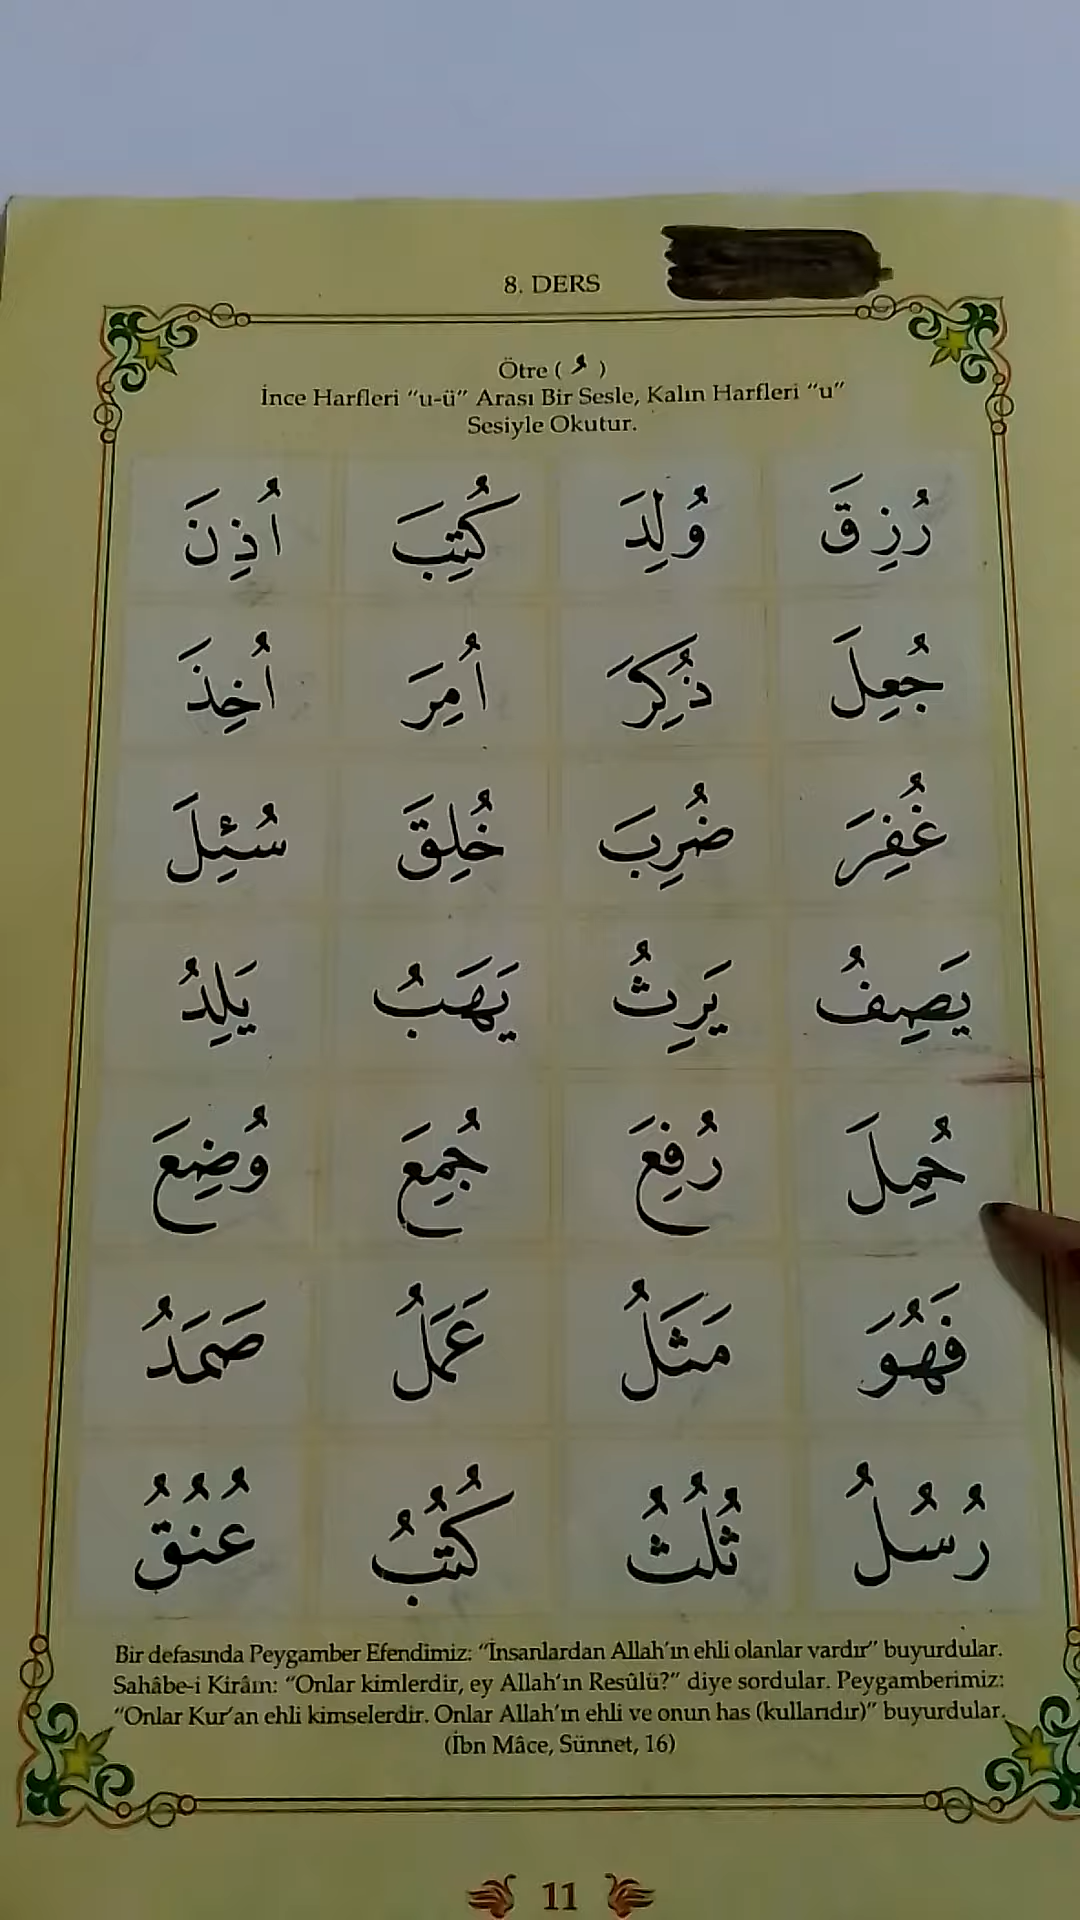 8. DERS
Ötre ( ُ )
İnce Harfleri "u-ü" Arası Bir Sesle, Kalın Harfleri "u"
Sesiyle Okutur.
رُزِقَ وُلِدَ كُتِبَ اُذِنَ
جُعِلَ ذُكِرَ اُمِرَ اُخِذَ
غُفِرَ ضُرِبَ خُلِقَ سُئِلَ
يَصِفُ يَرِثُ يَهَبُ يَلِدُ
حُمِلَ رُفِعَ جُمِعَ وُضِعَ
فَهُوَ مَثَلُ عَمَلُ صَمَدُ
رُسُلُ ثُلُثُ كُتُبُ عُنُقُ
Bir defasında Peygamber Efendimiz: "İnsanlardan Allah'ın ehli olanlar vardır" buyurdular.
Sahâbe-i Kirâm: "Onlar kimlerdir, ey Allah'ın Resûlü?" diye sordular. Peygamberimiz:
"Onlar Kur'an ehli kimselerdir. Onlar Allah'ın ehli ve onun has (kullarıdır)" buyurdular.
(İbn Mâce, Sünnet, 16)
11